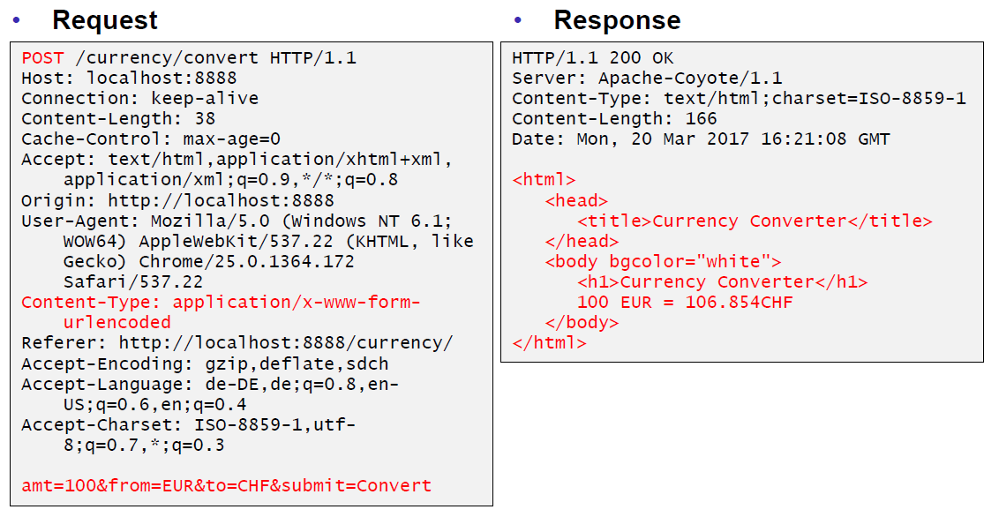 • Request
POST /currency/convert HTTP/1.1
Host: localhost:8888
Connection: keep-alive
Content-Length: 38
Cache-Control: max-age=0
Accept: text/html,application/xhtml+xml,
application/xml;q=0.9,*/*;q=0.8
Origin: http://localhost:8888
User-Agent: Mozilla/5.0 (Windows NT 6.1;
WOW64) AppleWebKit/537.22 (KHTML, like
Gecko) Chrome/25.0.1364.172
Safari/537.22
Content-Type: application/x-www-form-
urlencoded
Referer: http://localhost:8888/currency/
Accept-Encoding: gzip,deflate,sdch
Accept-Language: de-DE,de;q=0.8,en-
US;q=0.6,en;q=0.4
Accept-Charset: ISO-8859-1,utf-
8;q=0.7,*;q=0.3
amt=100&from=EUR&to=CHF&submit=Convert
• Response
HTTP/1.1 200 OK
Server: Apache-Coyote/1.1
Content-Type: text/html;charset=ISO-8859-1
Content-Length: 166
Date: Mon, 20 Mar 2017 16:21:08 GMT
<html>
<head>
<title>Currency Converter</title>
</head>
<body bgcolor="white">
<h1>Currency Converter</h1>
100 EUR = 106.854CHF
</body>
</html>